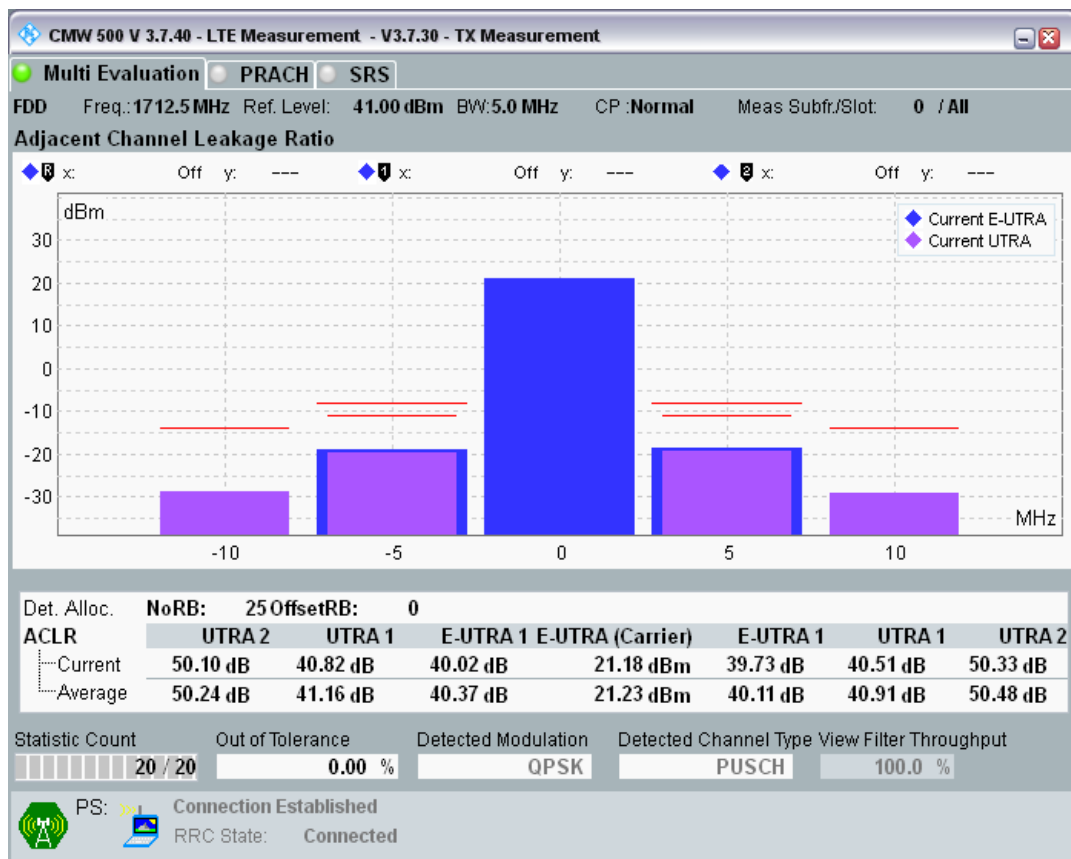 CMW 500 V 3.7.40 - LTE Measurement - V3.7.30 - TX Measurement
Multi Evaluation PRACH SRS
FDD Freq.:1712.5 MHz Ref. Level: 41.00 dBm BW:5.0 MHz CP :Normal Meas Subfr./Slot: 0 / All
Adjacent Channel Leakage Ratio
R x: Off y: --- 1 x: Off y: --- 2 x: Off y: ---
dBm
Current E-UTRA
Current UTRA
30
20
10
0
-10
-20
-30
MHz
-10 -5 0 5 10
Det. Alloc. NoRB: 25 OffsetRB: 0
ACLR UTRA 2 UTRA 1 E-UTRA 1 E-UTRA (Carrier) E-UTRA 1 UTRA 1 UTRA 2
Current 50.10 dB 40.82 dB 40.02 dB 21.18 dBm 39.73 dB 40.51 dB 50.33 dB
Average 50.24 dB 41.16 dB 40.37 dB 21.23 dBm 40.11 dB 40.91 dB 50.48 dB
Statistic Count Out of Tolerance Detected Modulation Detected Channel Type View Filter Throughput
20 / 20 0.00 % QPSK PUSCH 100.0 %
PS: Connection Established
RRC State: Connected